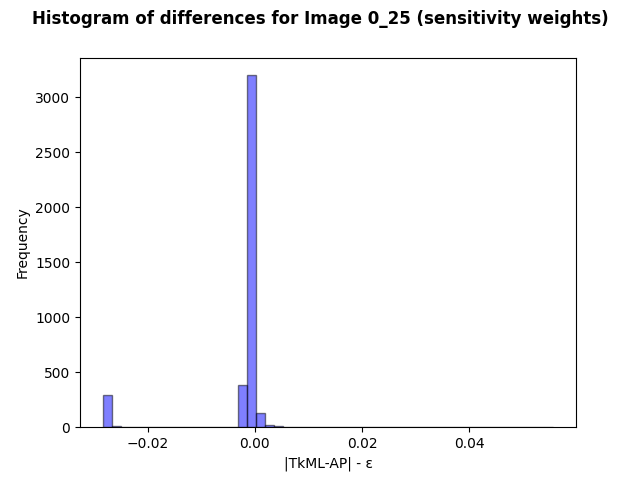 Histogram of differences for Image 0_25 (sensitivity weights)
3000
2500
2000
1500
1000
500
0
Frequency
−0.02 0.00 0.02 0.04
|TkML-AP| - ε